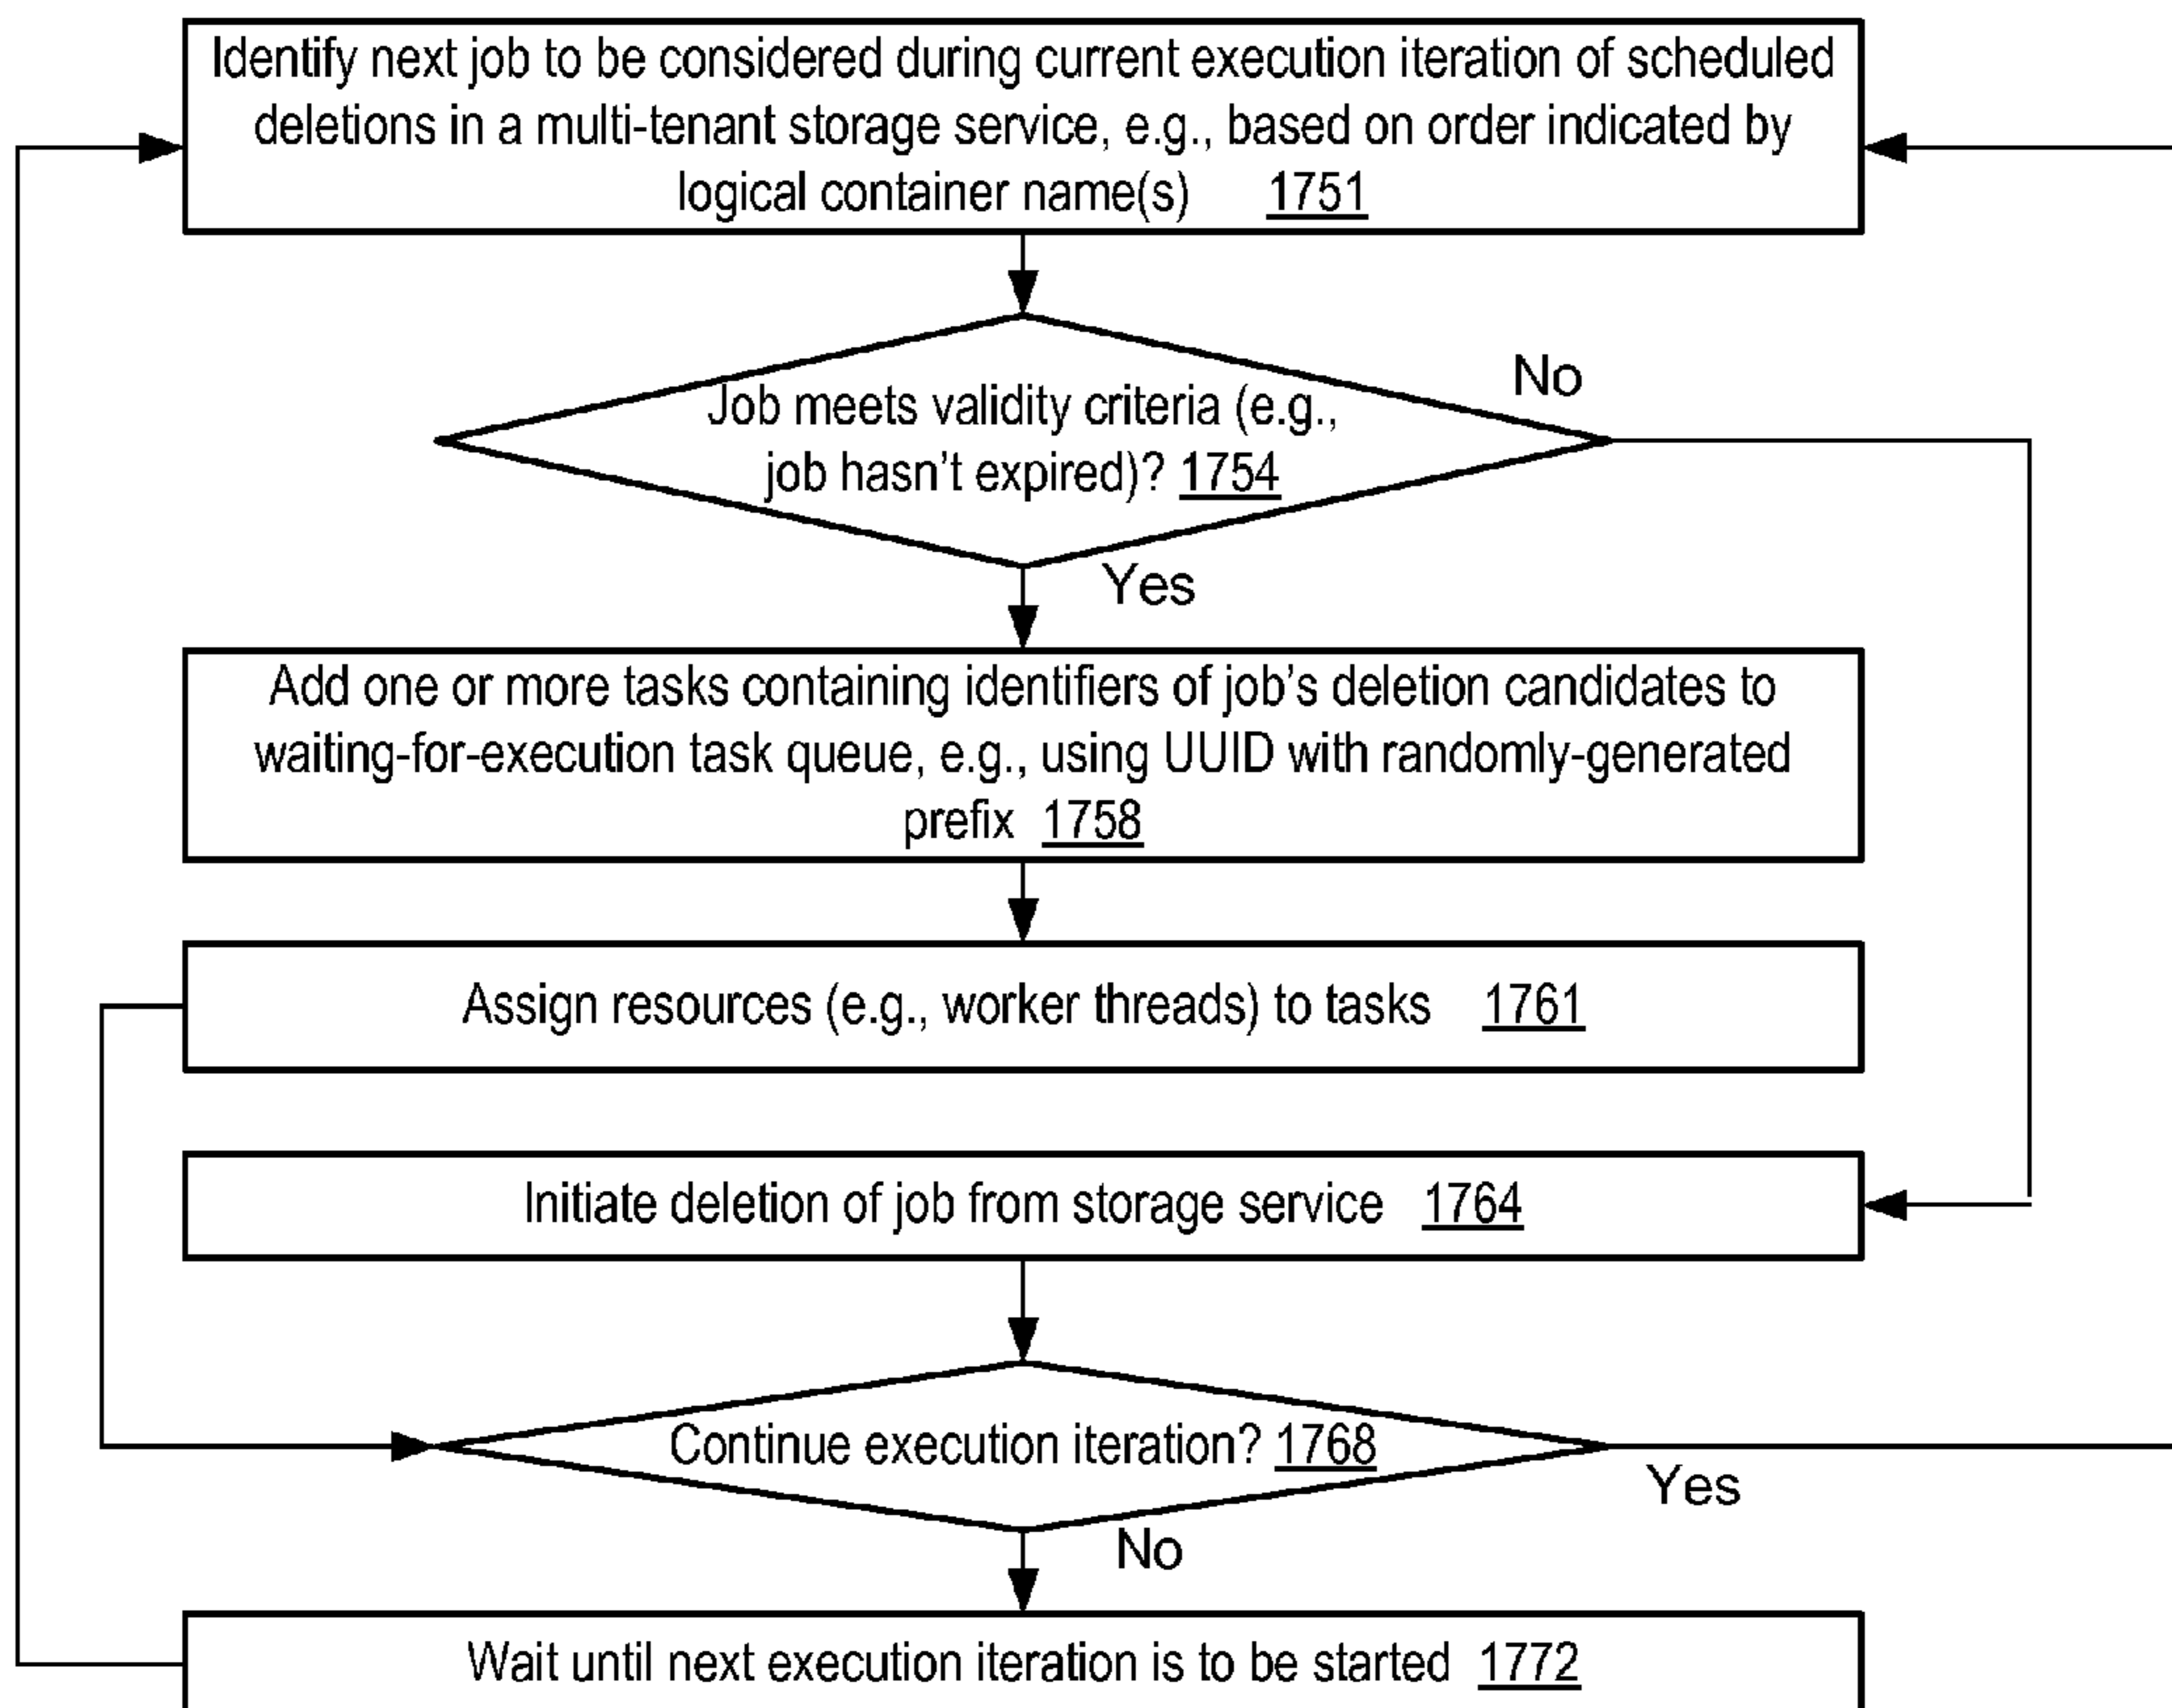 Identify next job to be considered during current execution iteration of scheduled
deletions in a multi-tenant storage service, e.g., based on order indicated by
logical container name(s) 1751
No
Job meets validity criteria (e.g.,
job hasn't expired)? 1754
Yes
Add one or more tasks containing identifiers of job's deletion candidates to
waiting-for-execution task queue, e.g., using UUID with randomly-generated
prefix 1758
Assign resources (e.g., worker threads) to tasks 1761
Initiate deletion of job from storage service 1764
Continue execution iteration? 1768
Yes
No
Wait until next execution iteration is to be started 1772